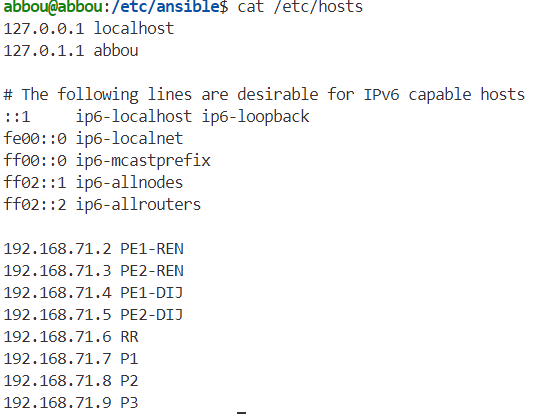 abbou@abbou:/etc/ansible$ cat /etc/hosts
127.0.0.1 localhost
127.0.1.1 abbou
# The following lines are desirable for IPv6 capable hosts
::1     ip6-localhost ip6-loopback
fe00::0 ip6-localnet
ff00::0 ip6-mcastprefix
ff02::1 ip6-allnodes
ff02::2 ip6-allrouters
192.168.71.2 PE1-REN
192.168.71.3 PE2-REN
192.168.71.4 PE1-DIJ
192.168.71.5 PE2-DIJ
192.168.71.6 RR
192.168.71.7 P1
192.168.71.8 P2
192.168.71.9 P3